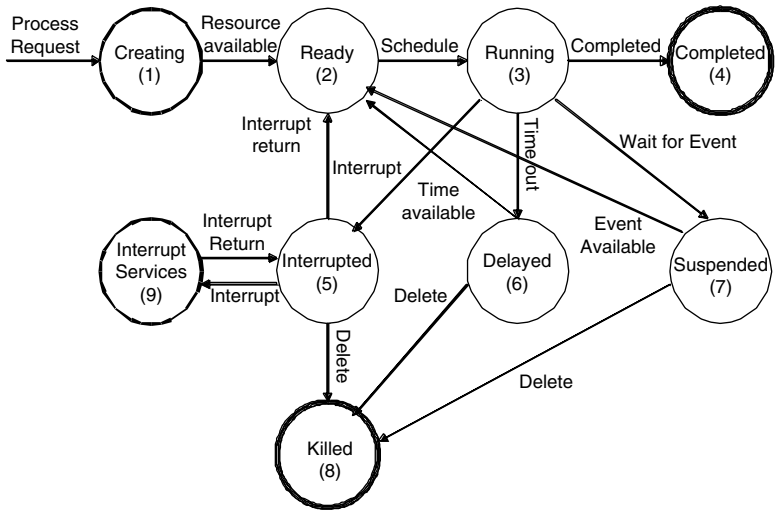 Process
Request
Creating
(1)
Resource
available
Ready
(2)
Schedule
Running
(3)
Completed
Completed
(4)
Interrupt
return
Interrupt
Time out
Wait for Event
Time
available
Event
Available
Interrupt
Services
(9)
Interrupt
Return
Interrupt
Interrupted
(5)
Delayed
(6)
Suspended
(7)
Delete
Delete
Delete
Killed
(8)